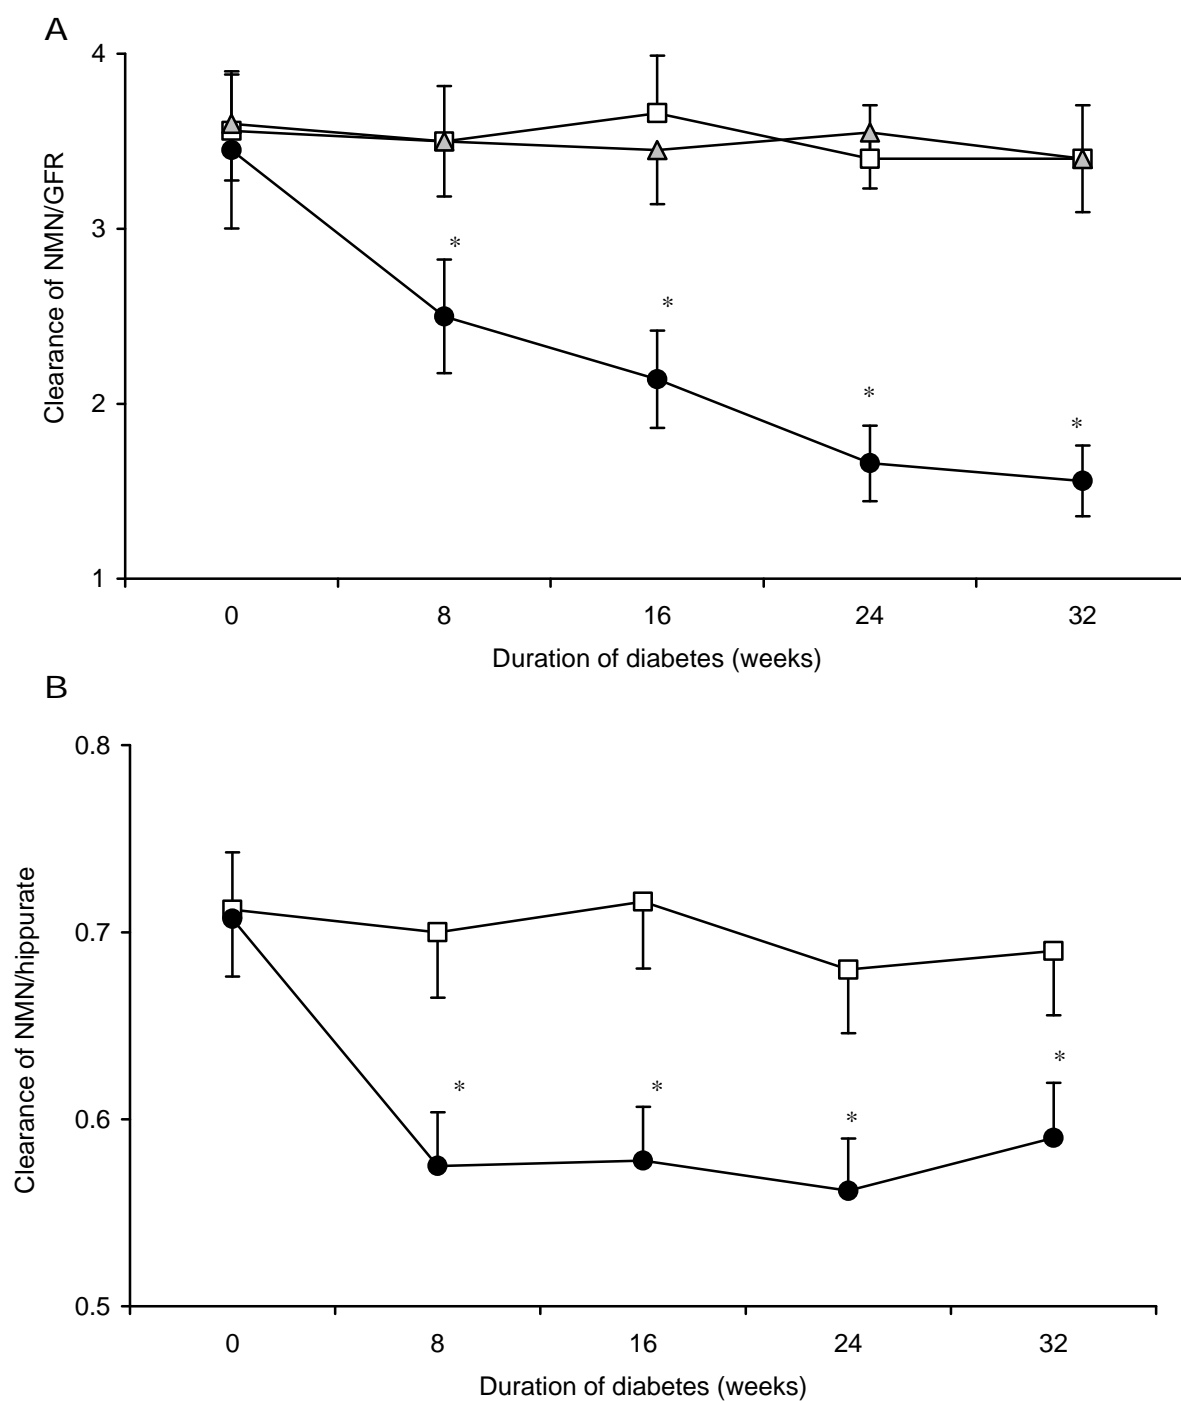 A
4
3
2
1
Clearance of NMN/GFR
*
*
*
*
0 8 16 24 32
Duration of diabetes (weeks)
B
0.8
0.7
0.6
0.5
Clearance of NMN/hippurate
*
*
*
*
0 8 16 24 32
Duration of diabetes (weeks)